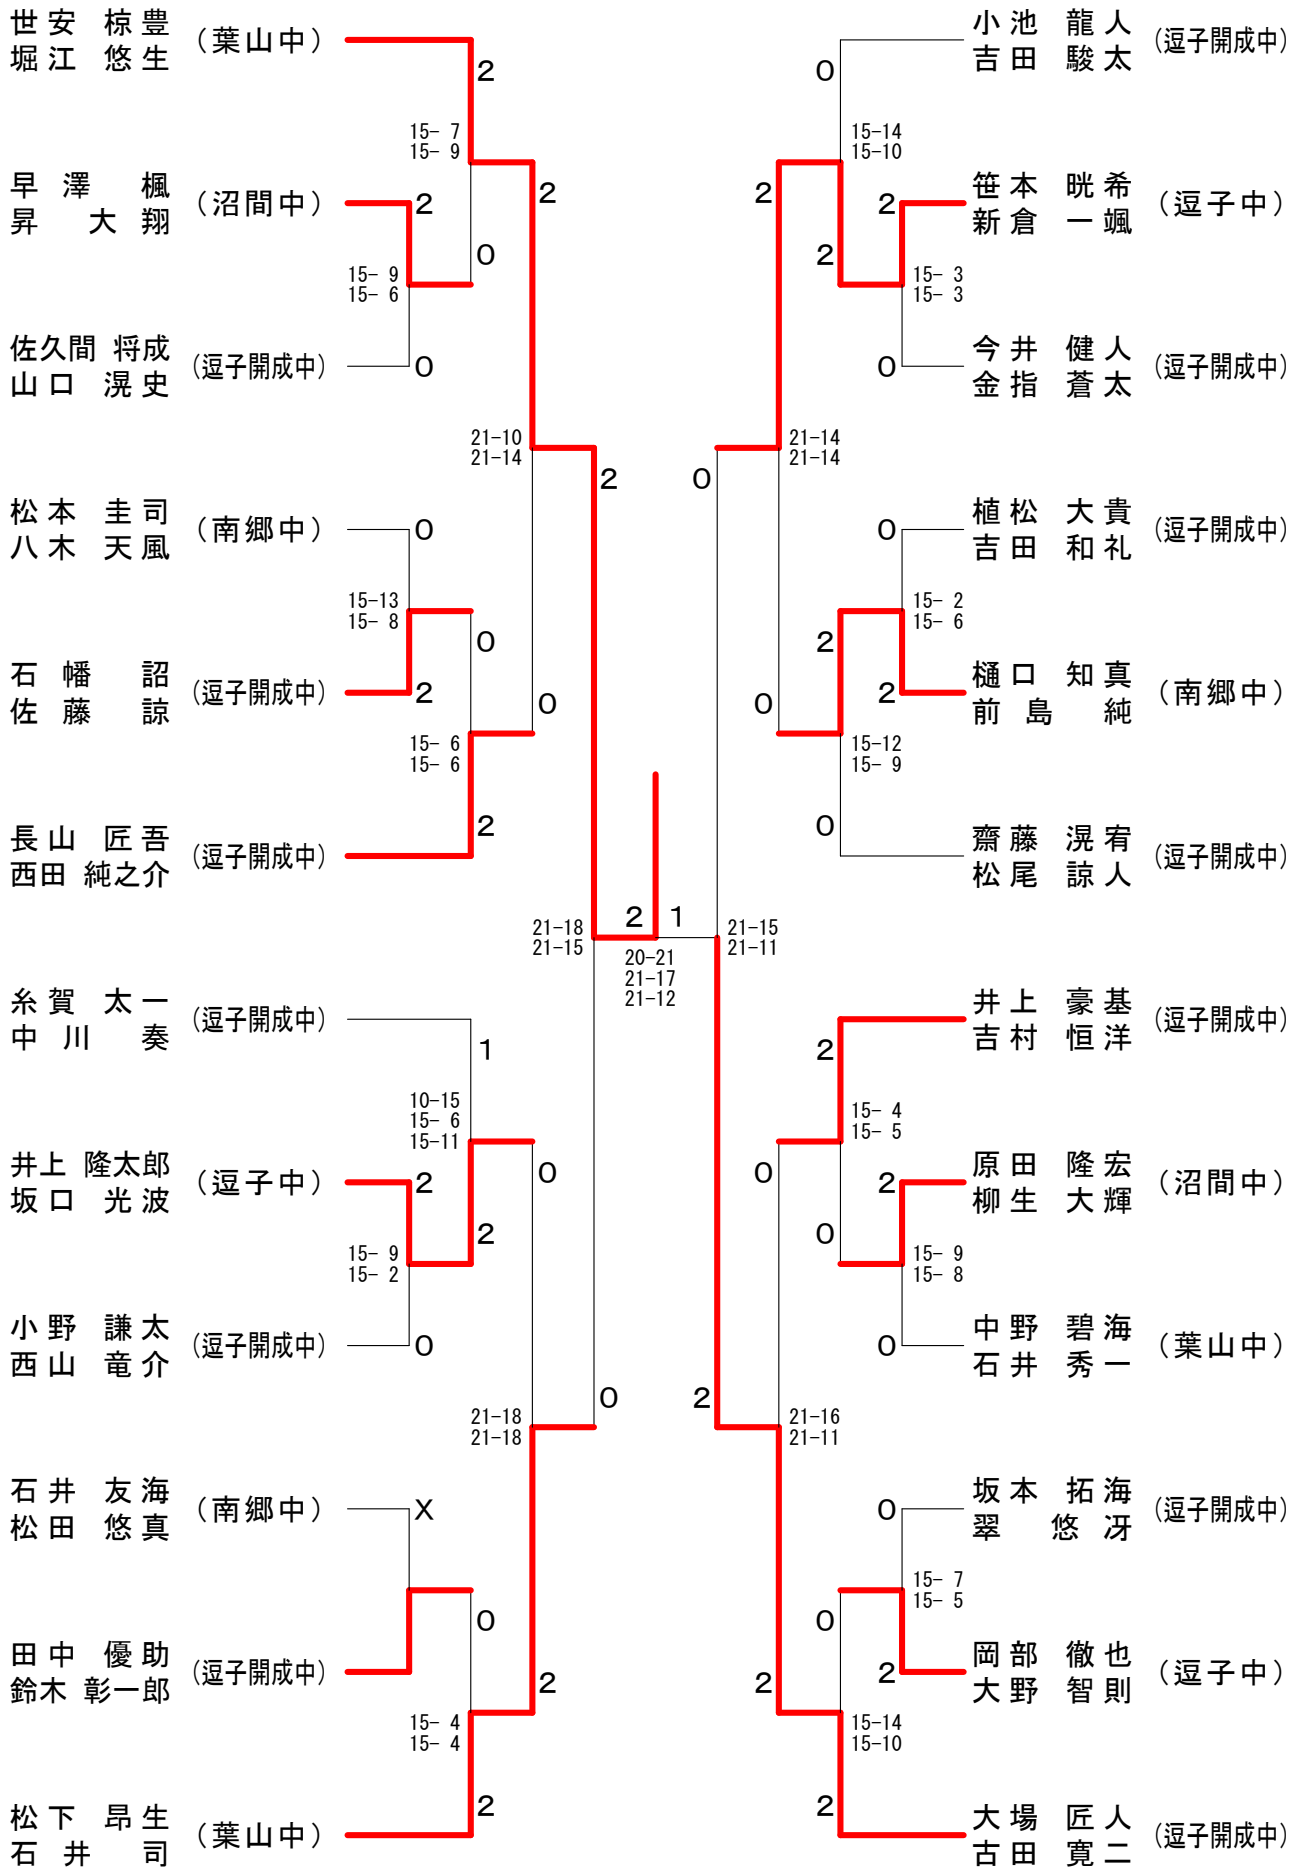 世安 椋豊
堀江 悠生
(葉山中)
2
15- 7
15- 9
早澤 楓
昇 大翔
(沼間中)
2
2
0
15- 9
15- 6
佐久間 将成
山口 滉史
(逗子開成中)
0
21-10
21-14
2
松本 圭司
八木 天風
(南郷中)
0
15-13
15- 8
0
石幡 詔
佐藤 諒
(逗子開成中)
2
0
15- 6
15- 6
長山 匠吾
西田 純之介
(逗子開成中)
2
21-18
21-15
2 1
20-21
21-17
21-12
糸賀 太一
中川 奏
(逗子開成中)
1
10-15
15- 6
15-11
井上 隆太郎
坂口 光波
(逗子中)
2
0
2
15- 9
15- 2
小野 謙太
西山 竜介
(逗子開成中)
0
0
21-18
21-18
石井 友海
松田 悠真
(南郷中)
X
0
田中 優助
鈴木 彰一郎
(逗子開成中)
2
15- 4
15- 4
松下 昂生
石井 司
(葉山中)
2
小池 龍人
吉田 駿太
(逗子開成中)
0
15-14
15-10
笹本 晄希
新倉 一颯
(逗子中)
2
2
2
15- 3
15- 3
今井 健人
金指 蒼太
(逗子開成中)
0
21-14
21-14
0
植松 大貴
吉田 和礼
(逗子開成中)
0
15- 2
15- 6
2
樋口 知真
前島 純
(南郷中)
2
0
15-12
15- 9
齋藤 滉宥
松尾 諒人
(逗子開成中)
0
21-15
21-11
井上 豪基
吉村 恒洋
(逗子開成中)
2
15- 4
15- 5
原田 隆宏
柳生 大輝
(沼間中)
2
0
0
15- 9
15- 8
中野 碧海
石井 秀一
(葉山中)
0
2
21-16
21-11
坂本 拓海
翠 悠冴
(逗子開成中)
0
15- 7
15- 5
0
岡部 徹也
大野 智則
(逗子中)
2
2
15-14
15-10
大場 匠人
古田 寛二
(逗子開成中)
2